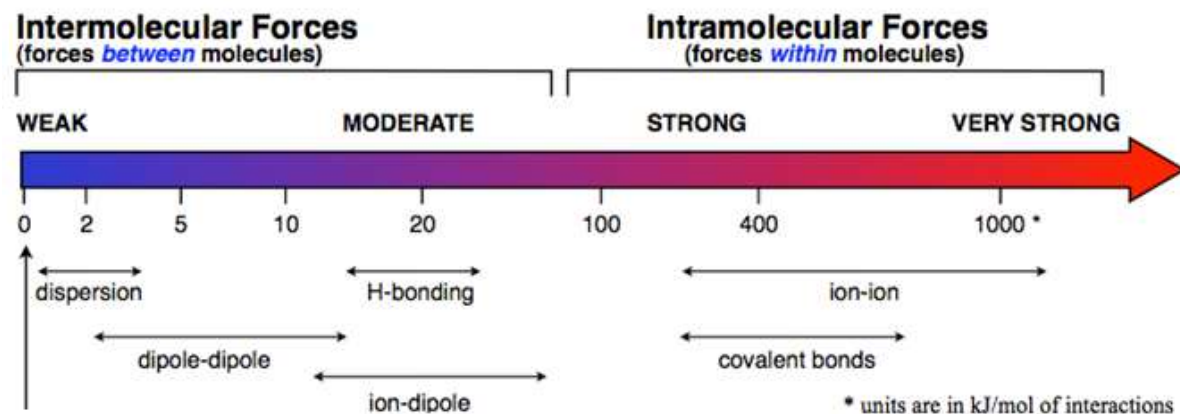 Intermolecular Forces
(forces between molecules)
Intramolecular Forces
(forces within molecules)
WEAK MODERATE STRONG VERY STRONG
0 2 5 10 20 100 400 1000 *
dispersion H-bonding ion-ion
dipole-dipole covalent bonds
ion-dipole
* units are in kJ/mol of interactions